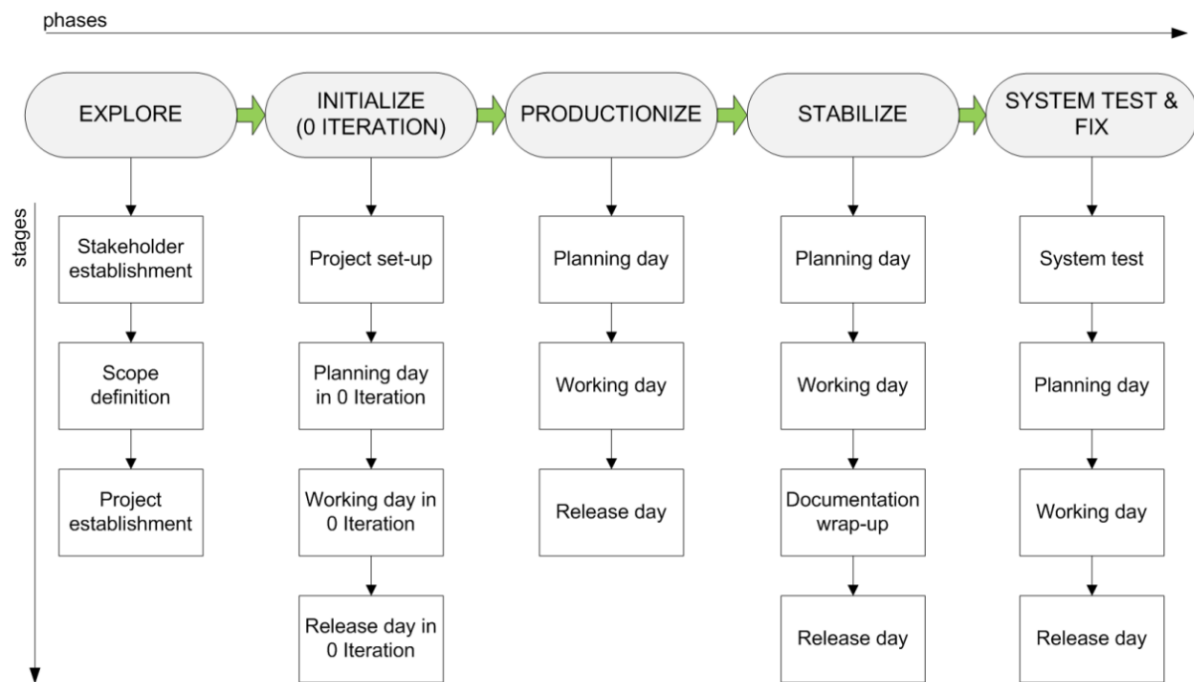 phases
EXPLORE
INITIALIZE
(0 ITERATION)
PRODUCTIONIZE
STABILIZE
SYSTEM TEST &
FIX
stages
Stakeholder
establishment
Scope
definition
Project
establishment
Project set-up
Planning day
in 0 Iteration
Working day in
0 Iteration
Release day in
0 Iteration
Planning day
Working day
Release day
Planning day
Working day
Documentation
wrap-up
Release day
System test
Planning day
Working day
Release day